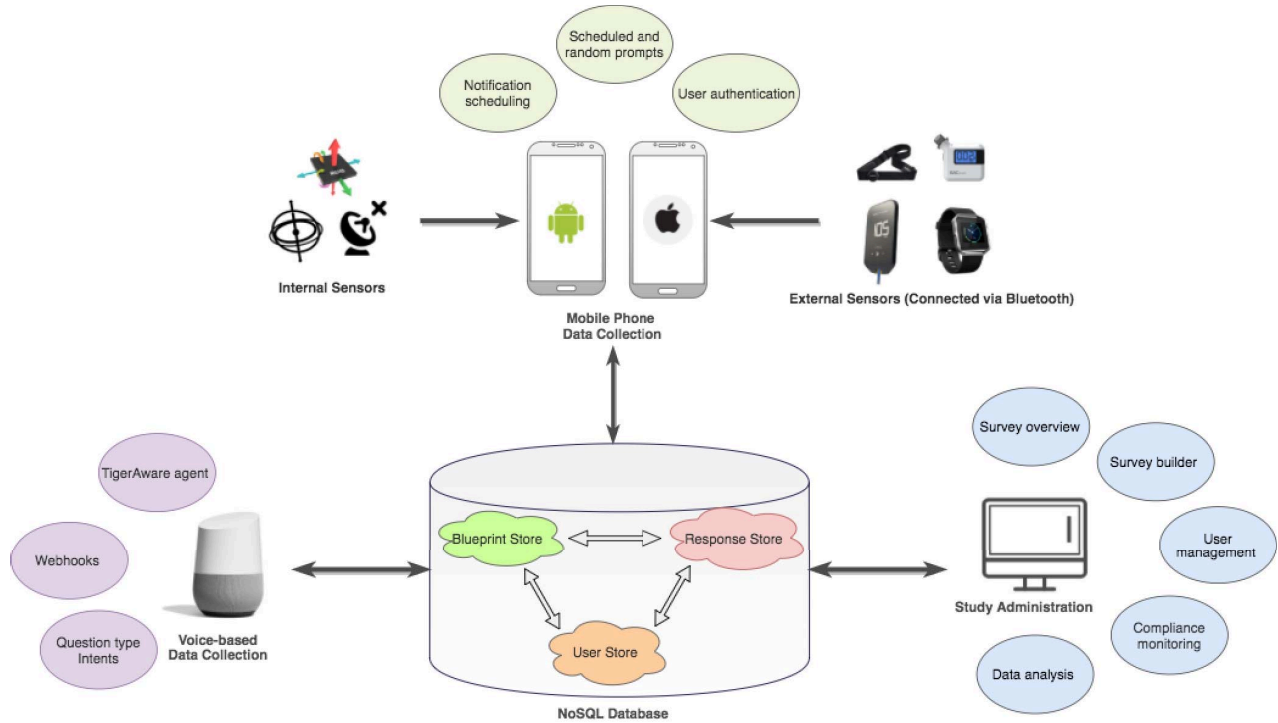 Scheduled and
random prompts
Notification
scheduling
User authentication
Internal Sensors
105
External Sensors (Connected via Bluetooth)
Mobile Phone
Data Collection
Survey overview
TigerAware agent
Survey builder
Webhooks
Blueprint Store
Response Store
User
management
Study Administration
Voice-based
Data Collection
Question type
Intents
User Store
Compliance
monitoring
Data analysis
NoSQL Database